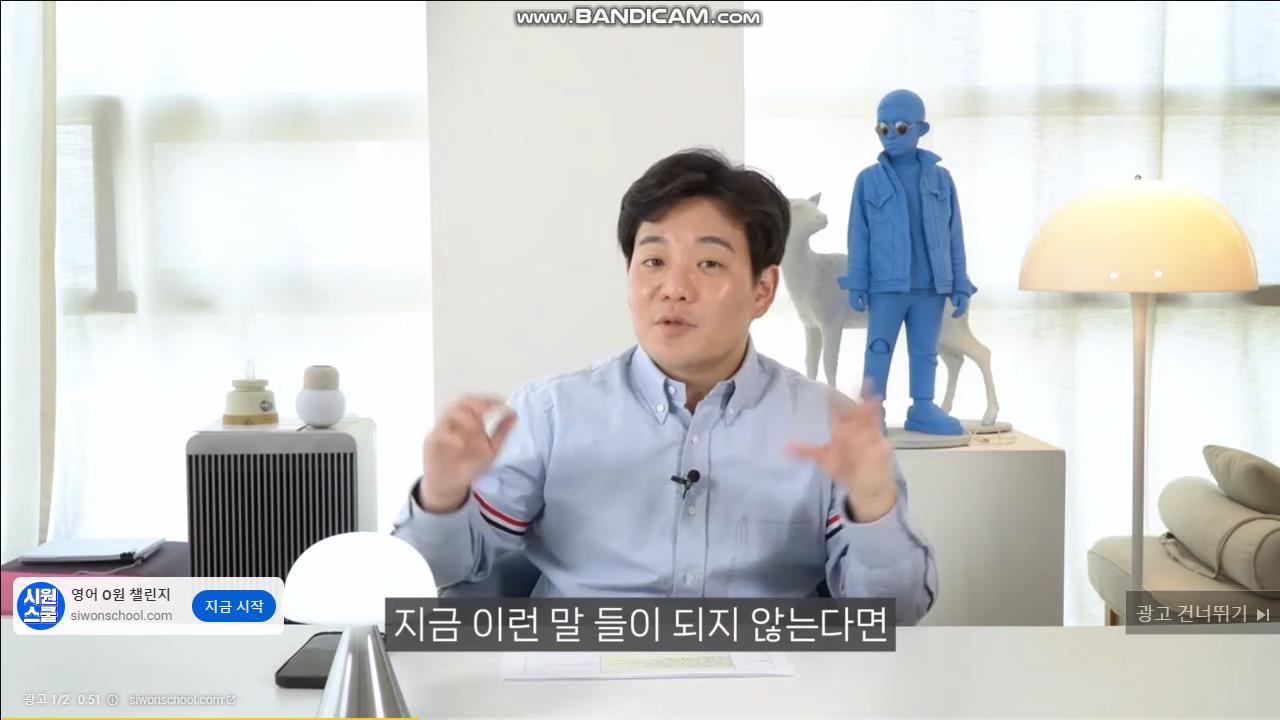 www.BANDICAM.com
시원
스쿨
영어 0원 챌린지
siwonschool.com
지금 시작
지금 이런 말 들이 되지 않는다면
광고 건너뛰기
광고 1/2 · 0:51
siwonschool.com